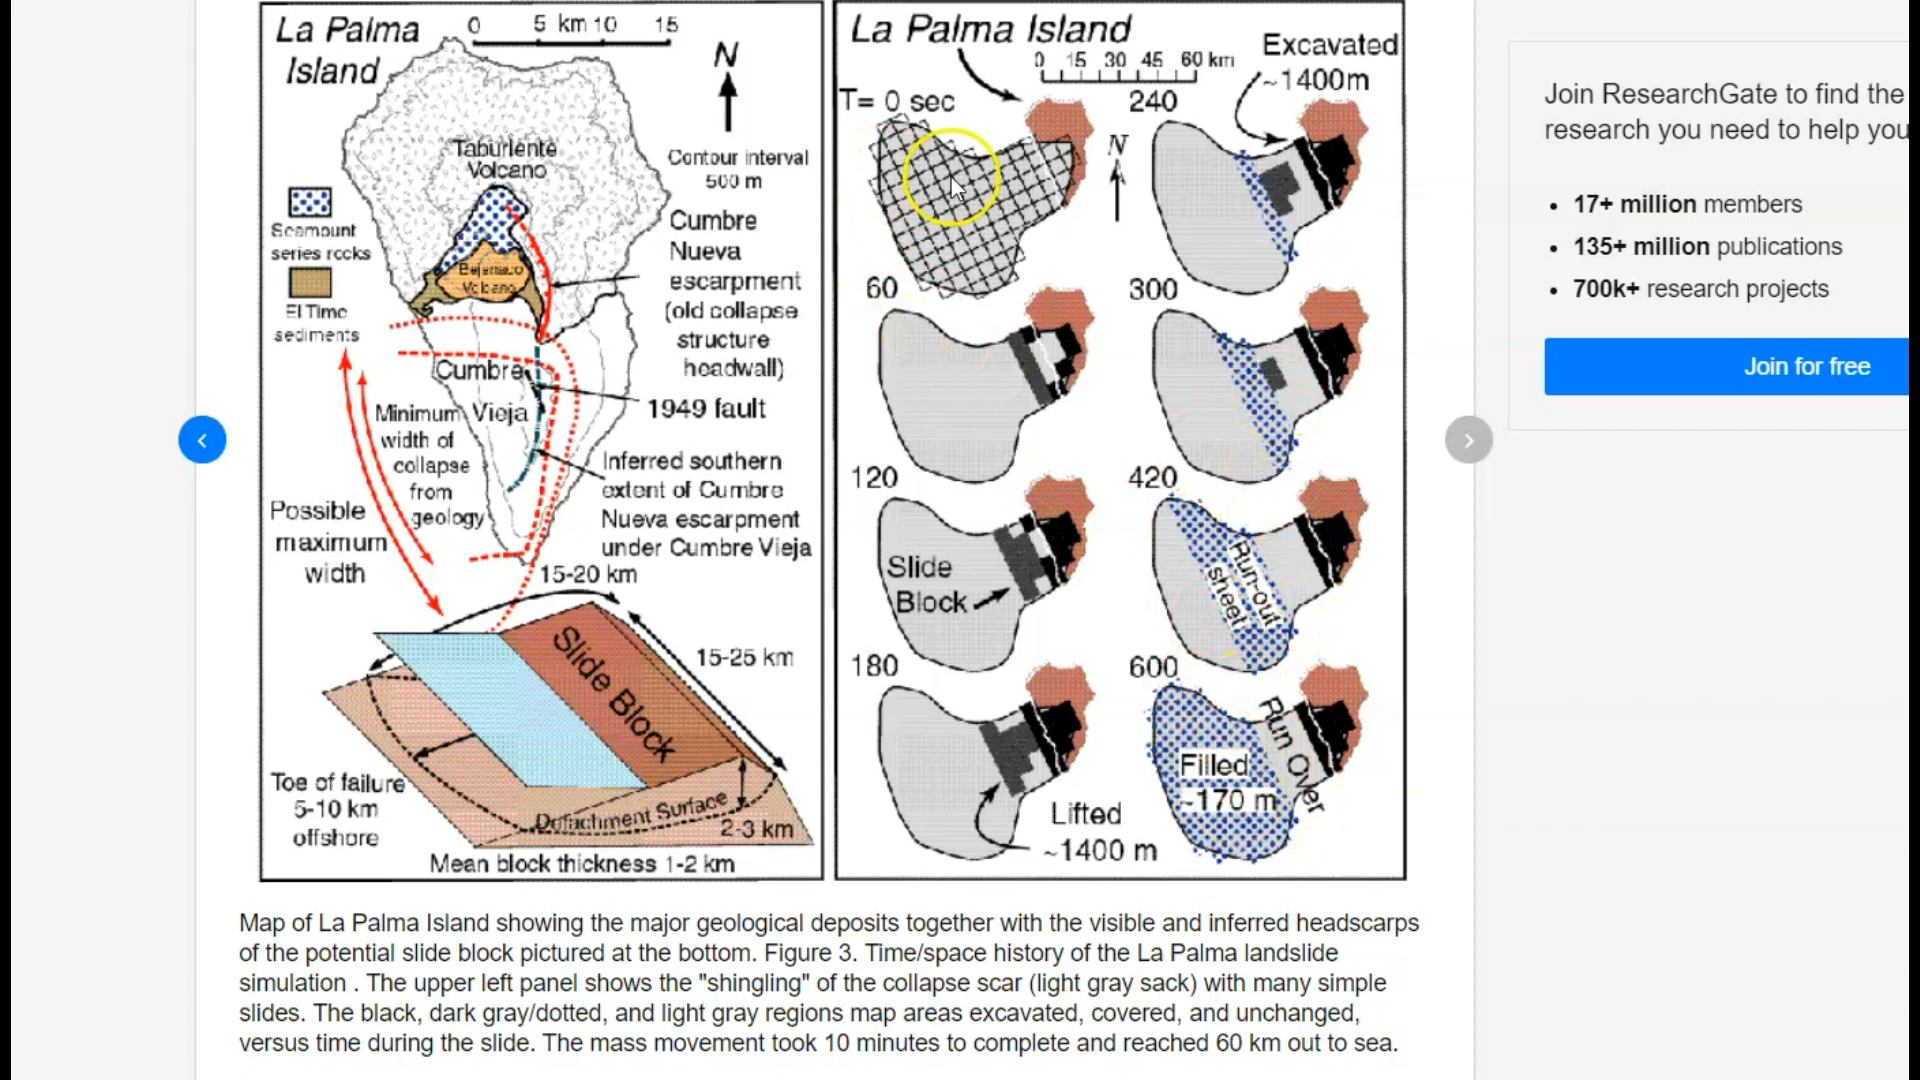 La Palma
Island
0 5 km 10 15
N
Taburiente
Volcano
Contour interval
500 m
Seamount
series rocks
Bejenado
Volcano
El Time
sediments
Cumbre
Nueva
escarpment
(old collapse
structure
headwall)
Cumbre
Vieja
1949 fault
Minimum
width of
collapse
from
geology
Possible
maximum
width
Inferred southern
extent of Cumbre
Nueva escarpment
under Cumbre Vieja
15-20 km
15-25 km
Slide Block
Toe of failure
5-10 km
offshore
Detachment Surface
2-3 km
Mean block thickness 1-2 km
La Palma Island
0 15 30 45 60 km
Excavated
~1400m
T= 0 sec
240
N
60
300
120
420
Slide
Block
Run-out
sheet
180
600
Lifted
~1400 m
Filled
~170 m
Run Over
Map of La Palma Island showing the major geological deposits together with the visible and inferred headscarps
of the potential slide block pictured at the bottom. Figure 3. Time/space history of the La Palma landslide
simulation . The upper left panel shows the "shingling" of the collapse scar (light gray sack) with many simple
slides. The black, dark gray/dotted, and light gray regions map areas excavated, covered, and unchanged,
versus time during the slide. The mass movement took 10 minutes to complete and reached 60 km out to sea.
Join ResearchGate to find the
research you need to help you
• 17+ million members
• 135+ million publications
• 700k+ research projects
Join for free